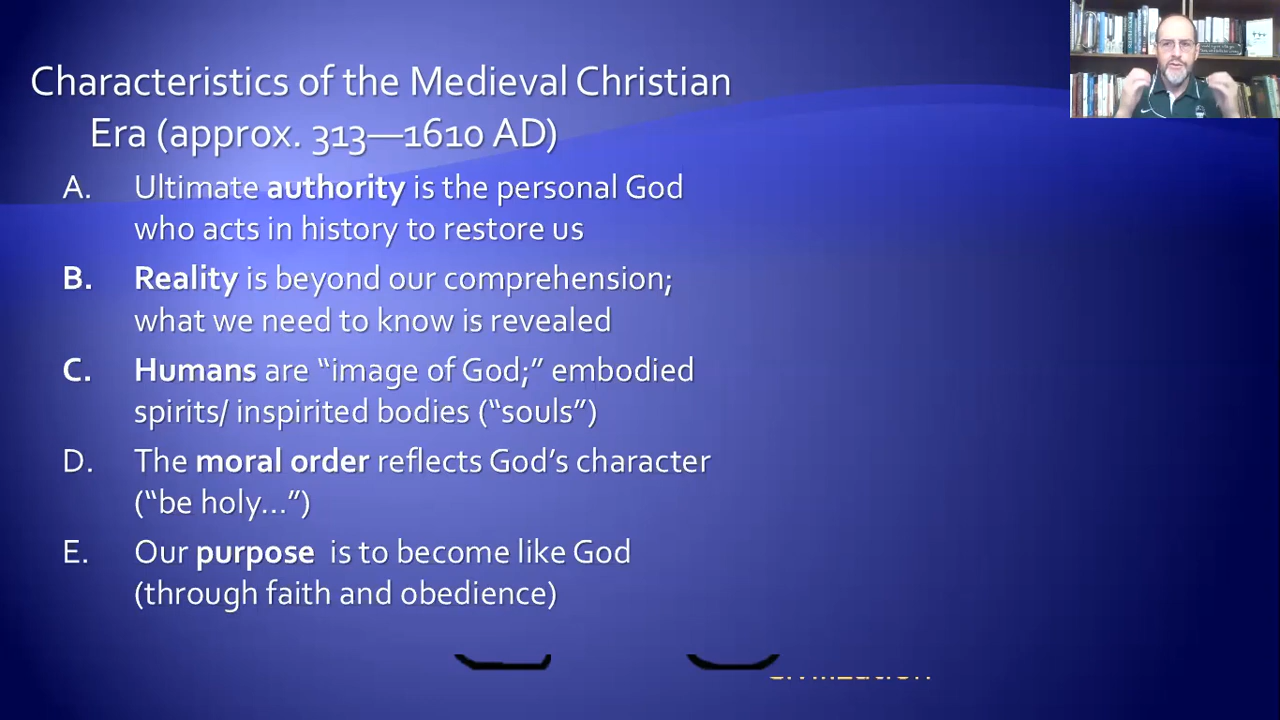 Characteristics of the Medieval Christian
Era (approx. 313—1610 AD)
A. Ultimate authority is the personal God
who acts in history to restore us
B. Reality is beyond our comprehension;
what we need to know is revealed
C. Humans are “image of God;” embodied
spirits/ inspirited bodies (“souls”)
D. The moral order reflects God’s character
(“be holy…”)
E. Our purpose is to become like God
(through faith and obedience)